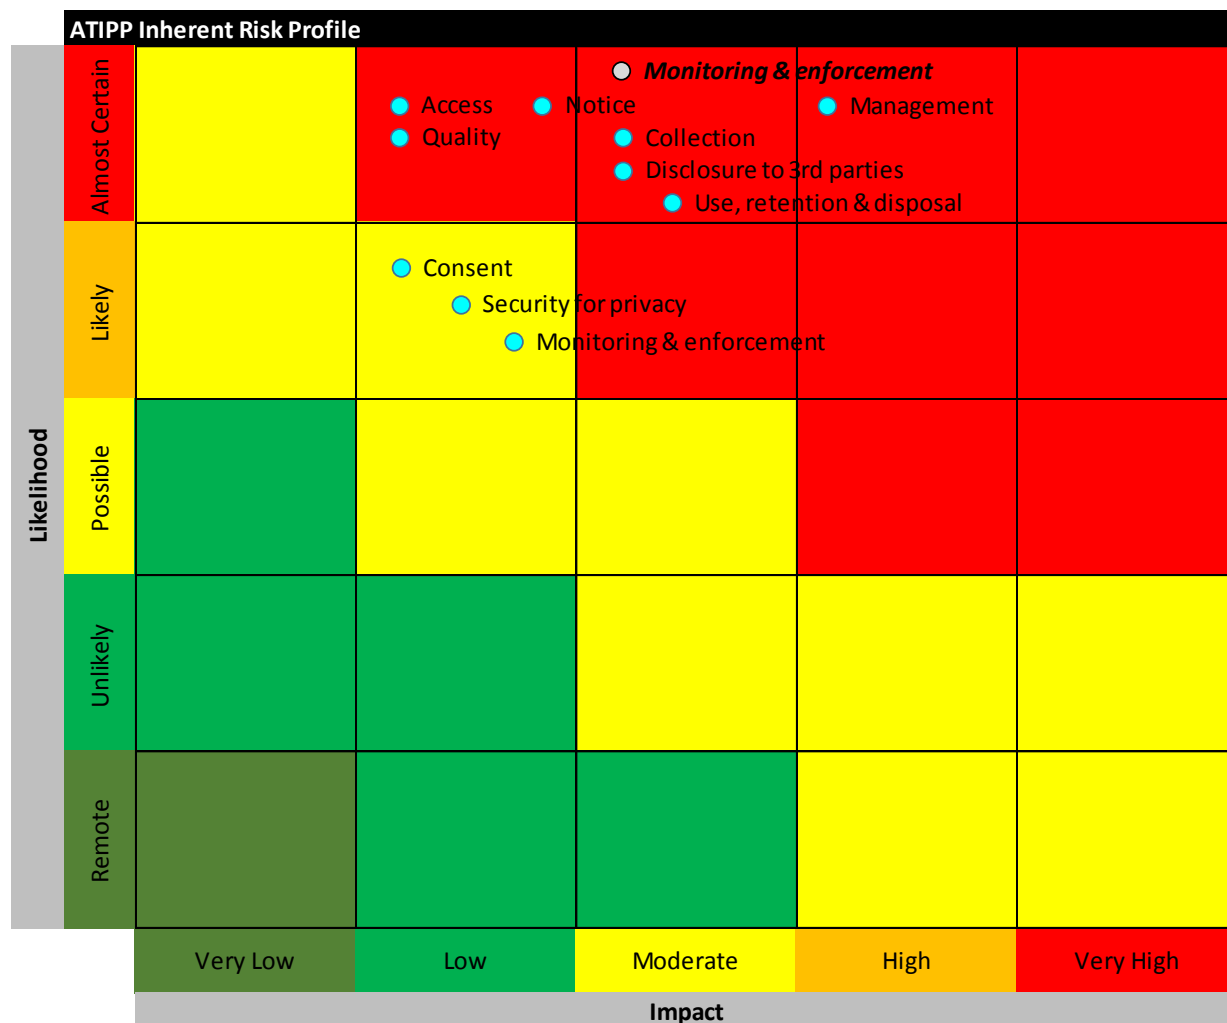 ATIPP Inherent Risk Profile
Likelihood
Almost Certain
Monitoring & enforcement
Access
Notice
Management
Quality
Collection
Disclosure to 3rd parties
Use, retention & disposal
Likely
Consent
Security for privacy
Monitoring & enforcement
Possible
Unlikely
Remote
Very Low
Low
Moderate
High
Very High
Impact